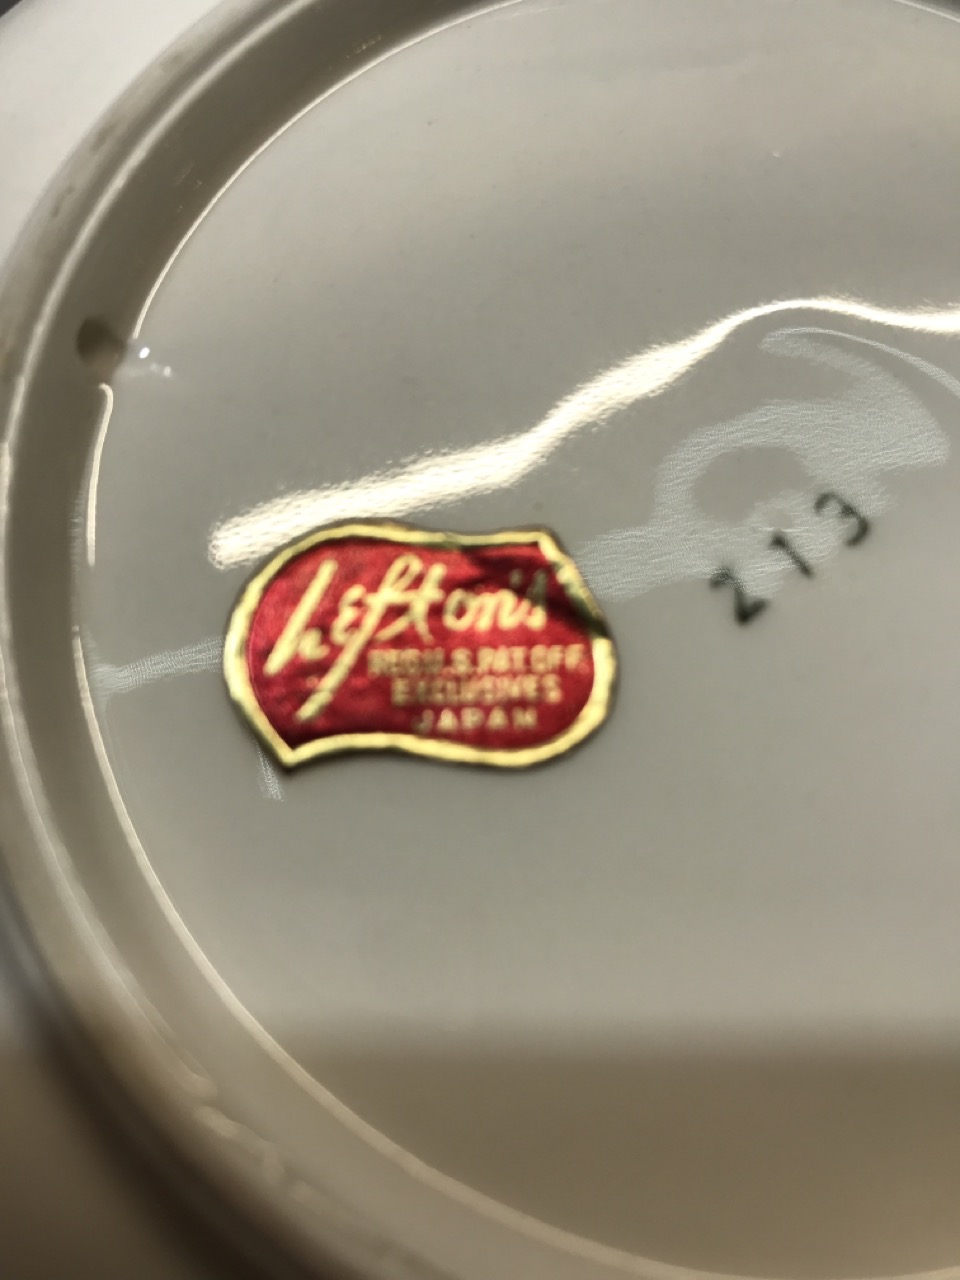 Lefton's
REG. U.S. PAT. OFF.
EXCLUSIVES
JAPAN
213